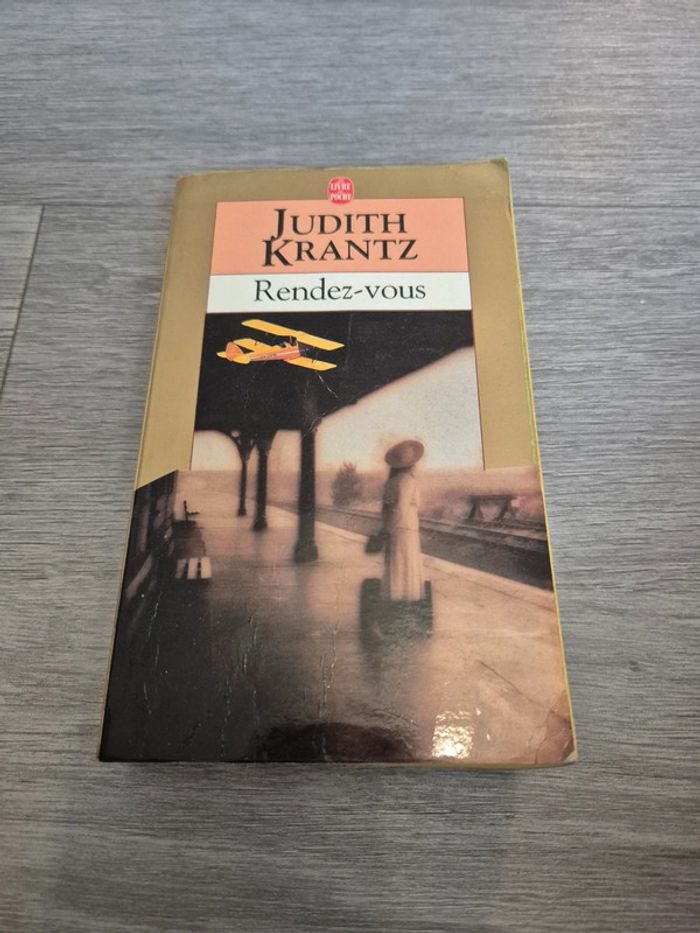 LE LIVRE
DE POCHE
JUDITH
KRANTZ
Rendez-vous